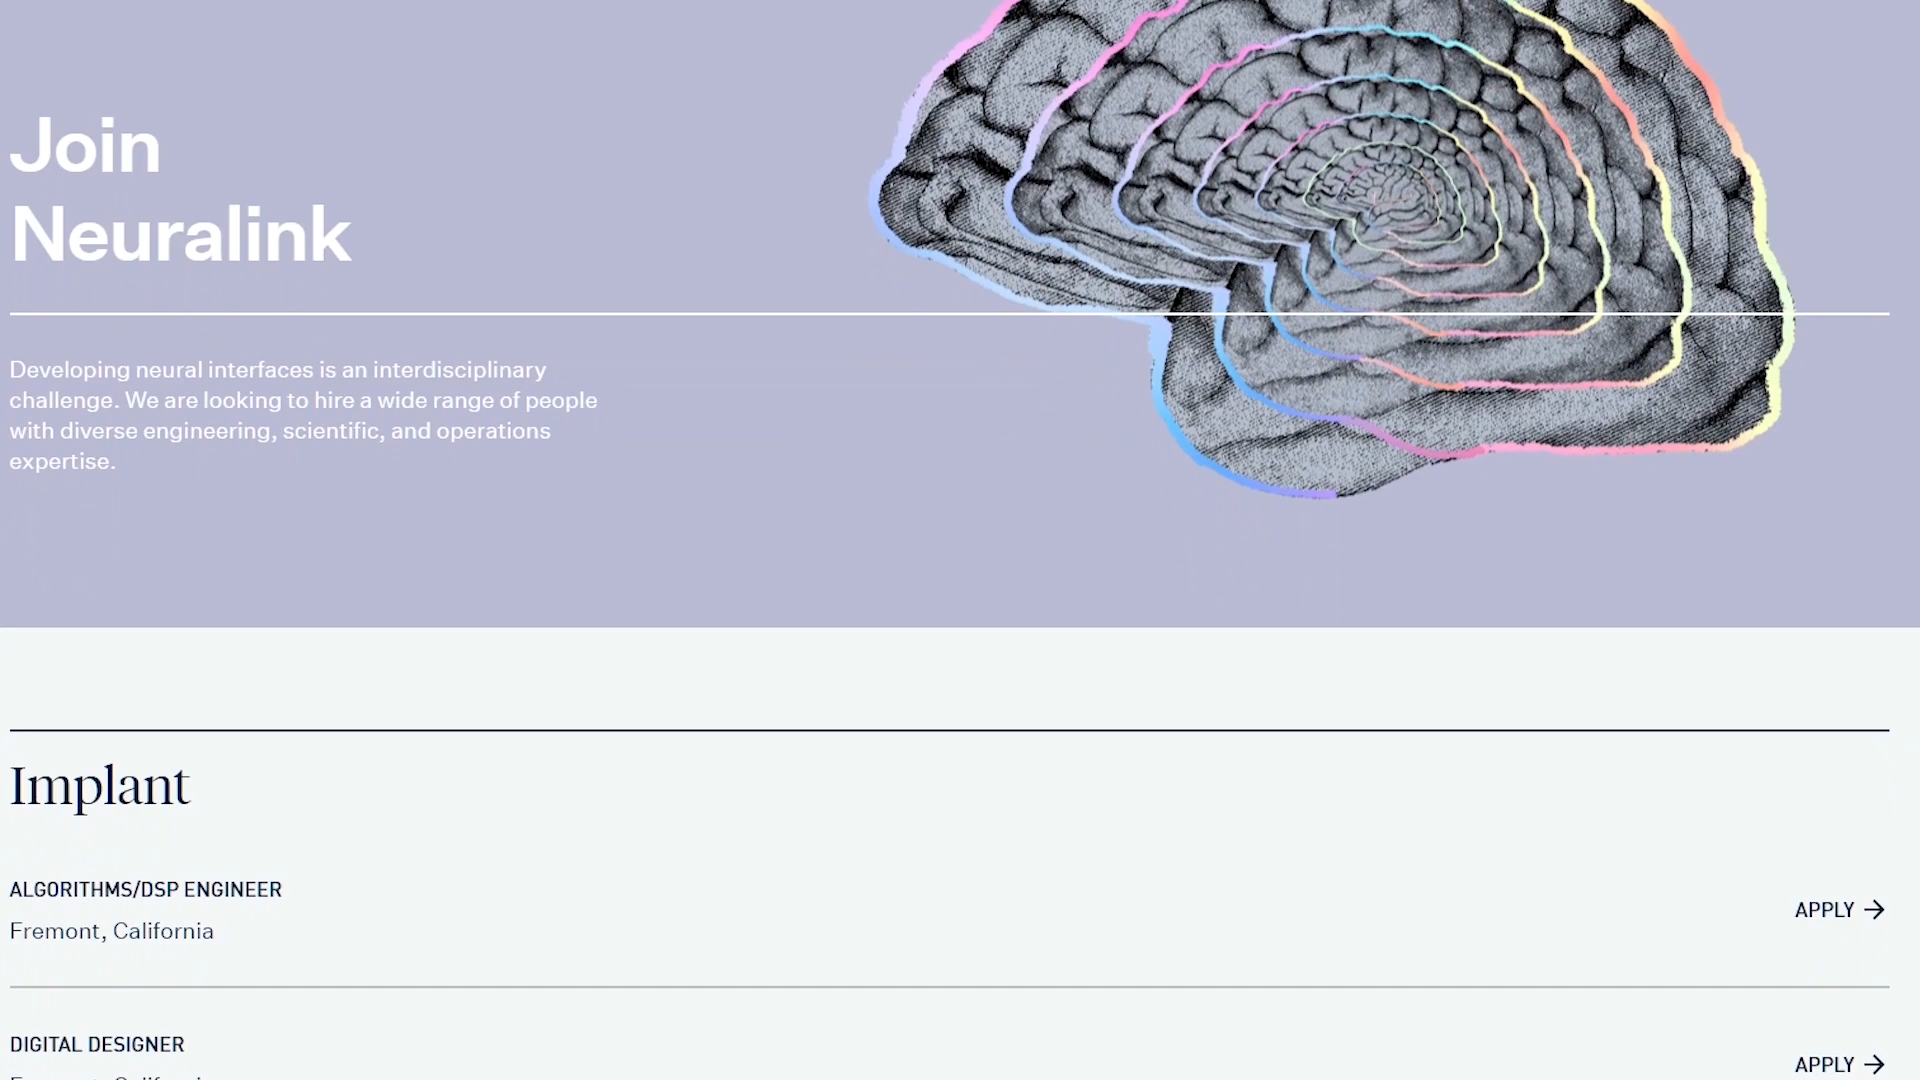 Join
Neuralink
Developing neural interfaces is an interdisciplinary
challenge. We are looking to hire a wide range of people
with diverse engineering, scientific, and operations
expertise.
Implant
ALGORITHMS/DSP ENGINEER
Fremont, California
APPLY →
DIGITAL DESIGNER
APPLY →